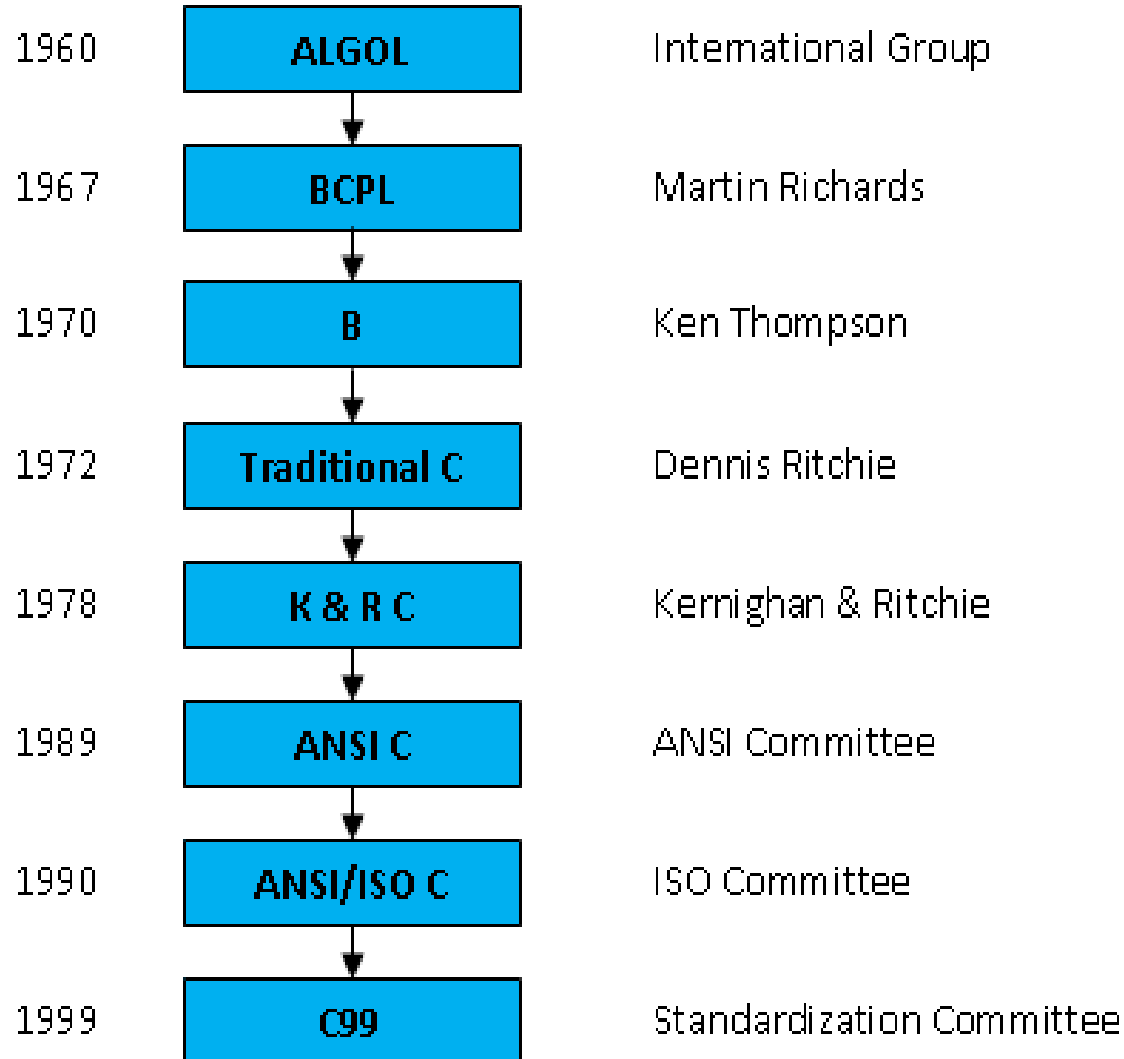 1960 ALGOL International Group
1967 BCPL Martin Richards
1970 B Ken Thompson
1972 Traditional C Dennis Ritchie
1978 K & R C Kernighan & Ritchie
1989 ANSI C ANSI Committee
1990 ANSI/ISO C ISO Committee
1999 C99 Standardization Committee